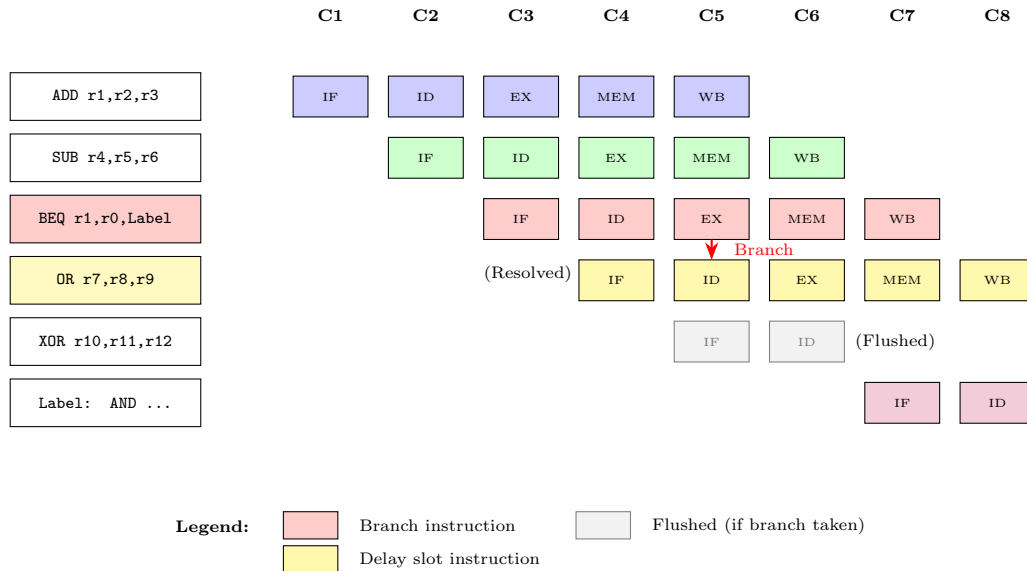 C1 C2 C3 C4 C5 C6 C7 C8
ADD r1,r2,r3 IF ID EX MEM WB
SUB r4,r5,r6 IF ID EX MEM WB
BEQ r1,r0,Label IF ID EX MEM WB
Branch
OR r7,r8,r9 (Resolved) IF ID EX MEM WB
XOR r10,r11,r12 IF ID (Flushed)
Label: AND ... IF ID
Legend: Branch instruction Flushed (if branch taken)
Delay slot instruction